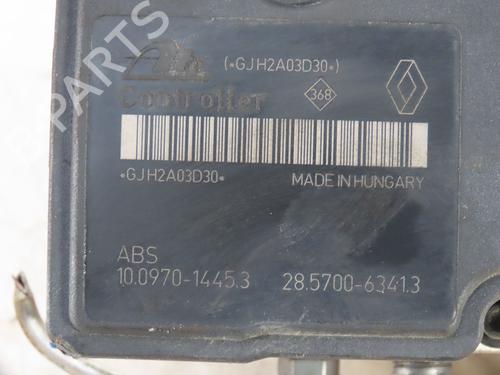 (*GJH2A03D30*)
Controller
368
*GJH2A03D30*
MADE IN HUNGARY
ABS
10.0970-1445.3
28.5700-6341.3
B PARTS